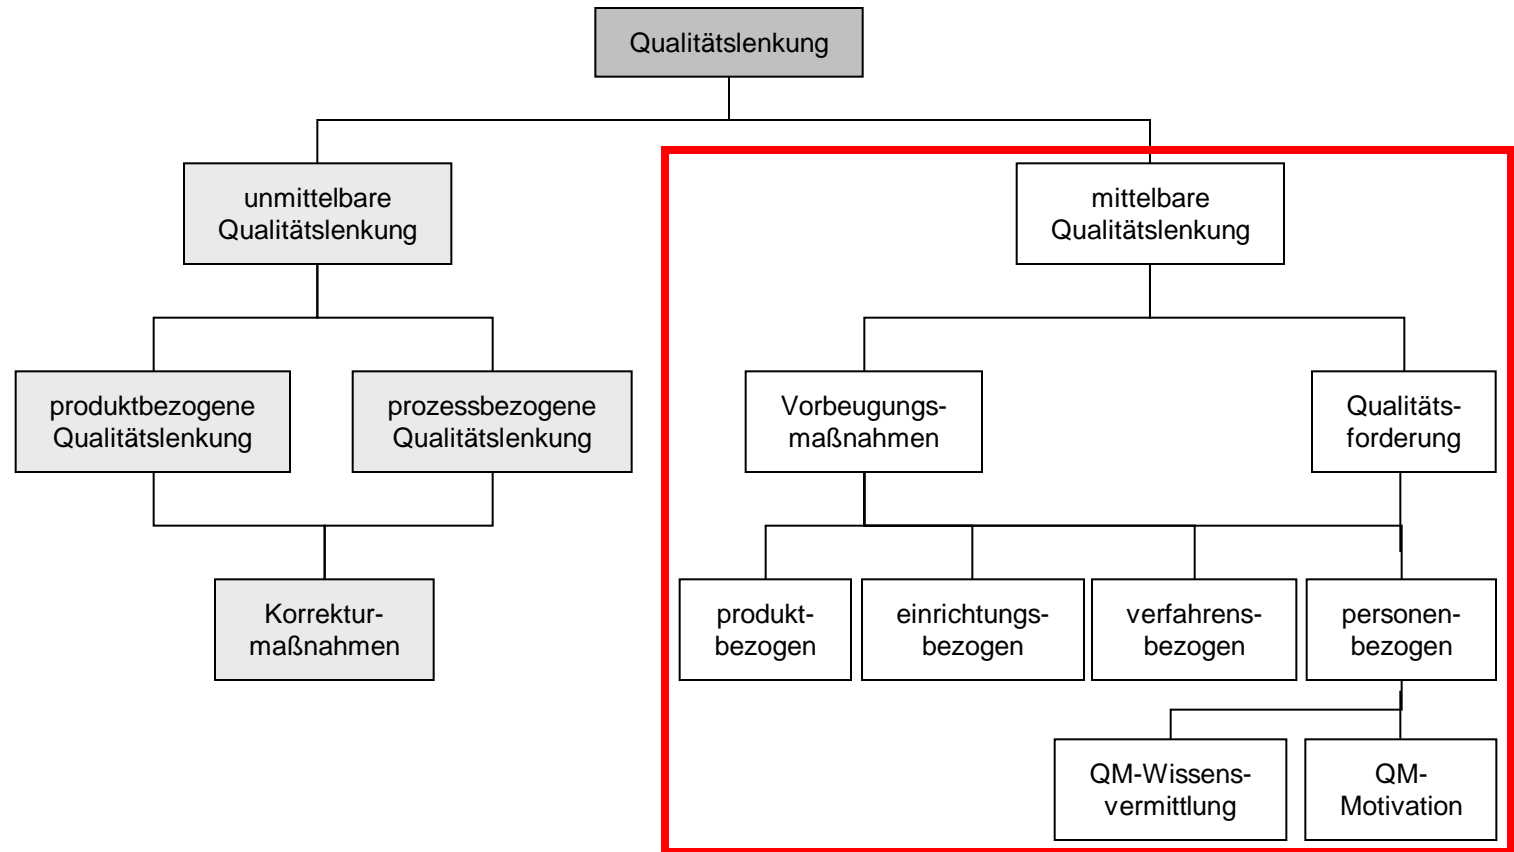 Qualitätslenkung
unmittelbare
Qualitätslenkung
mittelbare
Qualitätslenkung
produktbezogene
Qualitätslenkung
prozessbezogene
Qualitätslenkung
Vorbeugungs-
maßnahmen
Qualitäts-
forderung
Korrektur-
maßnahmen
produkt-
bezogen
einrichtungs-
bezogen
verfahrens-
bezogen
personen-
bezogen
QM-Wissens-
vermittlung
QM-
Motivation